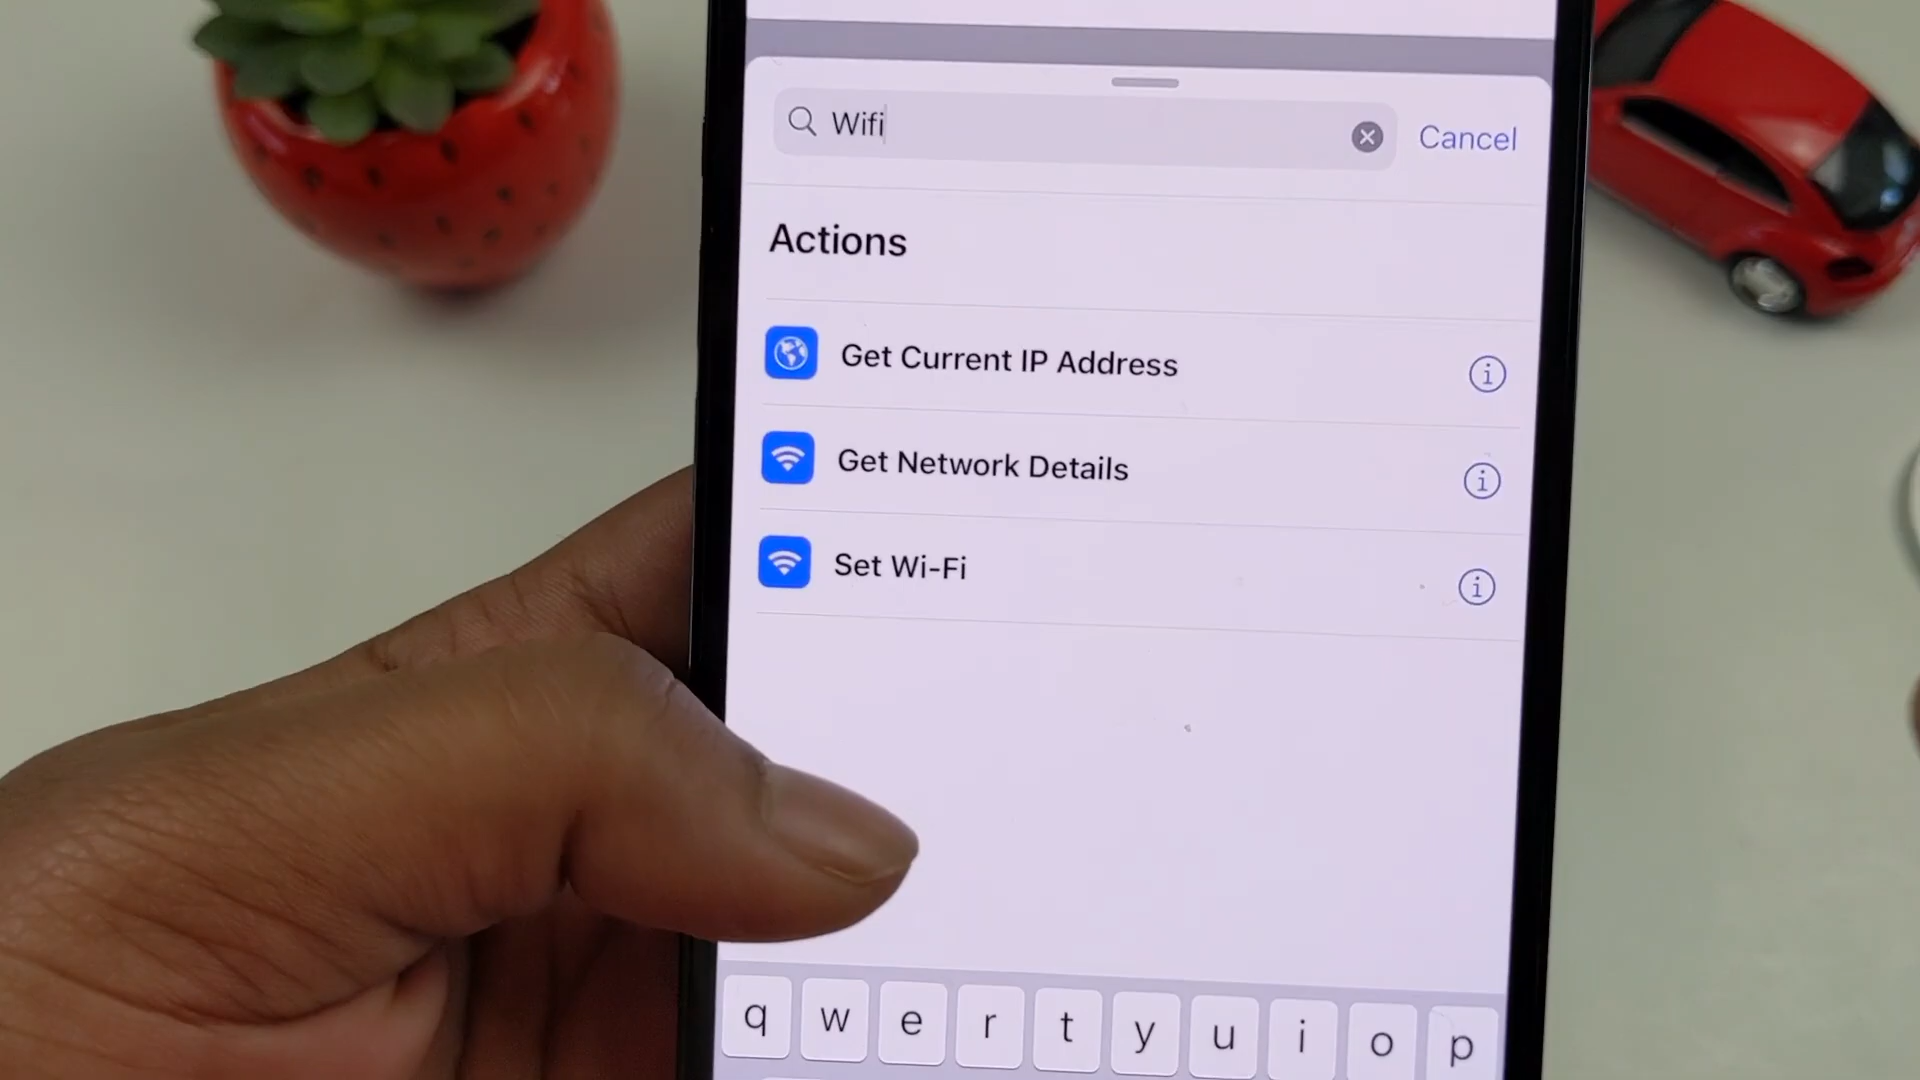 Wifi
Cancel
Actions
Get Current IP Address
Get Network Details
Set Wi-Fi
q w e r t y u i o p